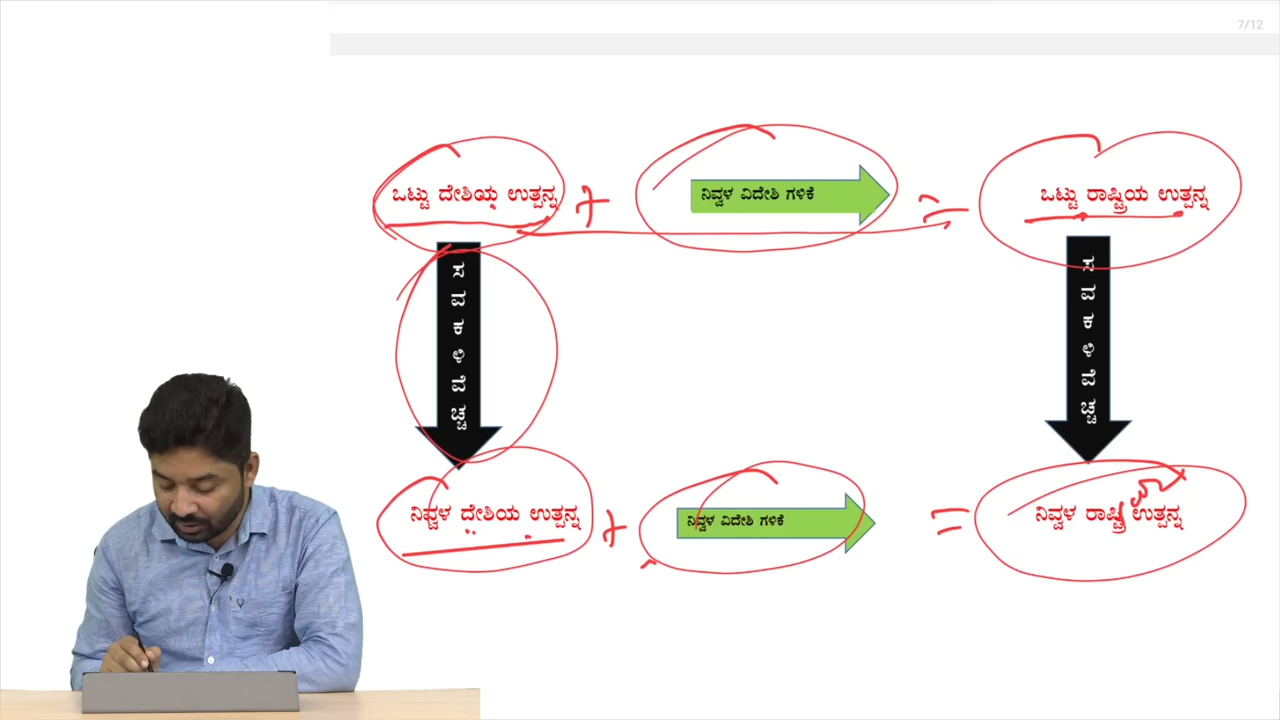 7/12
ಒಟ್ಟು ದೇಶಿಯ ಉತ್ಪನ್ನ + ನಿವ್ವಳ ವಿದೇಶಿ ಗಳಿಕೆ = ಒಟ್ಟು ರಾಷ್ಟ್ರಿಯ ಉತ್ಪನ್ನ
ಸವಕಳಿವೆಚ್ಚ
ಸವಕಳಿವೆಚ್ಚ
ನಿವ್ವಳ ದೇಶಿಯ ಉತ್ಪನ್ನ + ನಿವ್ವಳ ವಿದೇಶಿ ಗಳಿಕೆ = ನಿವ್ವಳ ರಾಷ್ಟ್ರ ಉತ್ಪನ್ನ